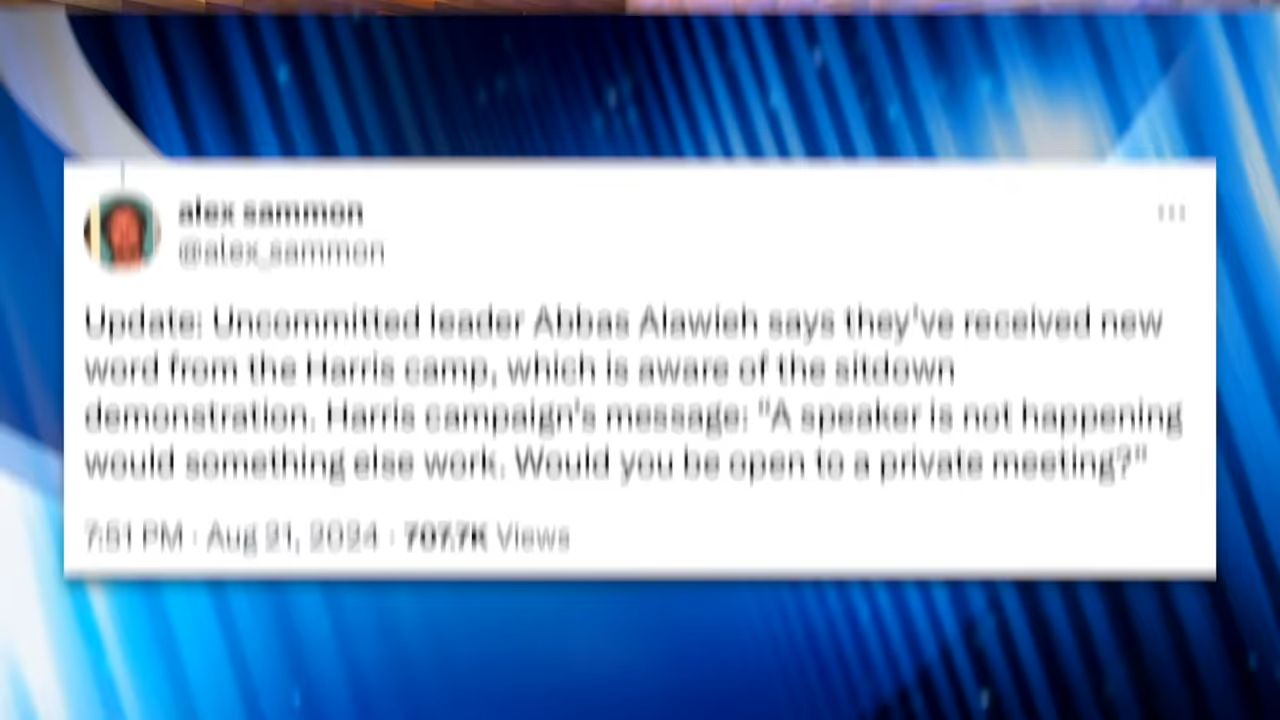 alex sammon
@alex_sammon
Update: Uncommitted leader Abbas Alawieh says they've received new
word from the Harris camp, which is aware of the sitdown
demonstration. Harris campaign's message: "A speaker is not happening
would something else work. Would you be open to a private meeting?"
7:51 PM · Aug 21, 2024 · 707.7K Views